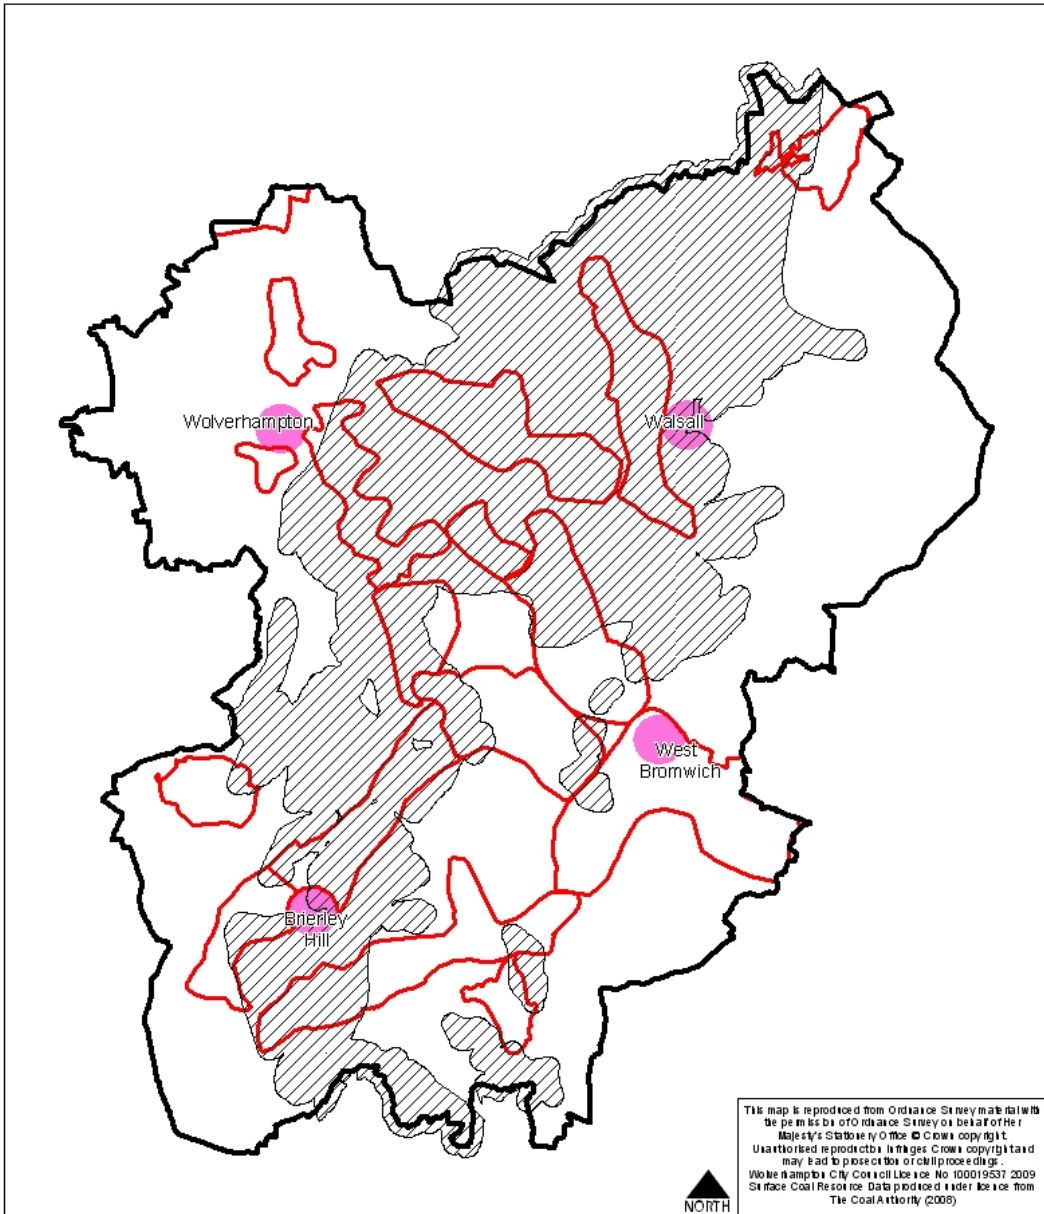 Wolverhampton
Walsall
West
Bromwich
Brierley
Hill
This map is reproduced from Ordnance Survey material with
the permission of Ordnance Survey on behalf of Her
Majesty's Stationery Office © Crown copyright.
Unauthorised reproduction infringes Crown copyright and
may lead to prosecution or civil proceedings.
Wolverhampton City Council Licence No 100019537 2009
Surface Coal Resource Data produced under licence from
The Coal Authority (2008)
NORTH